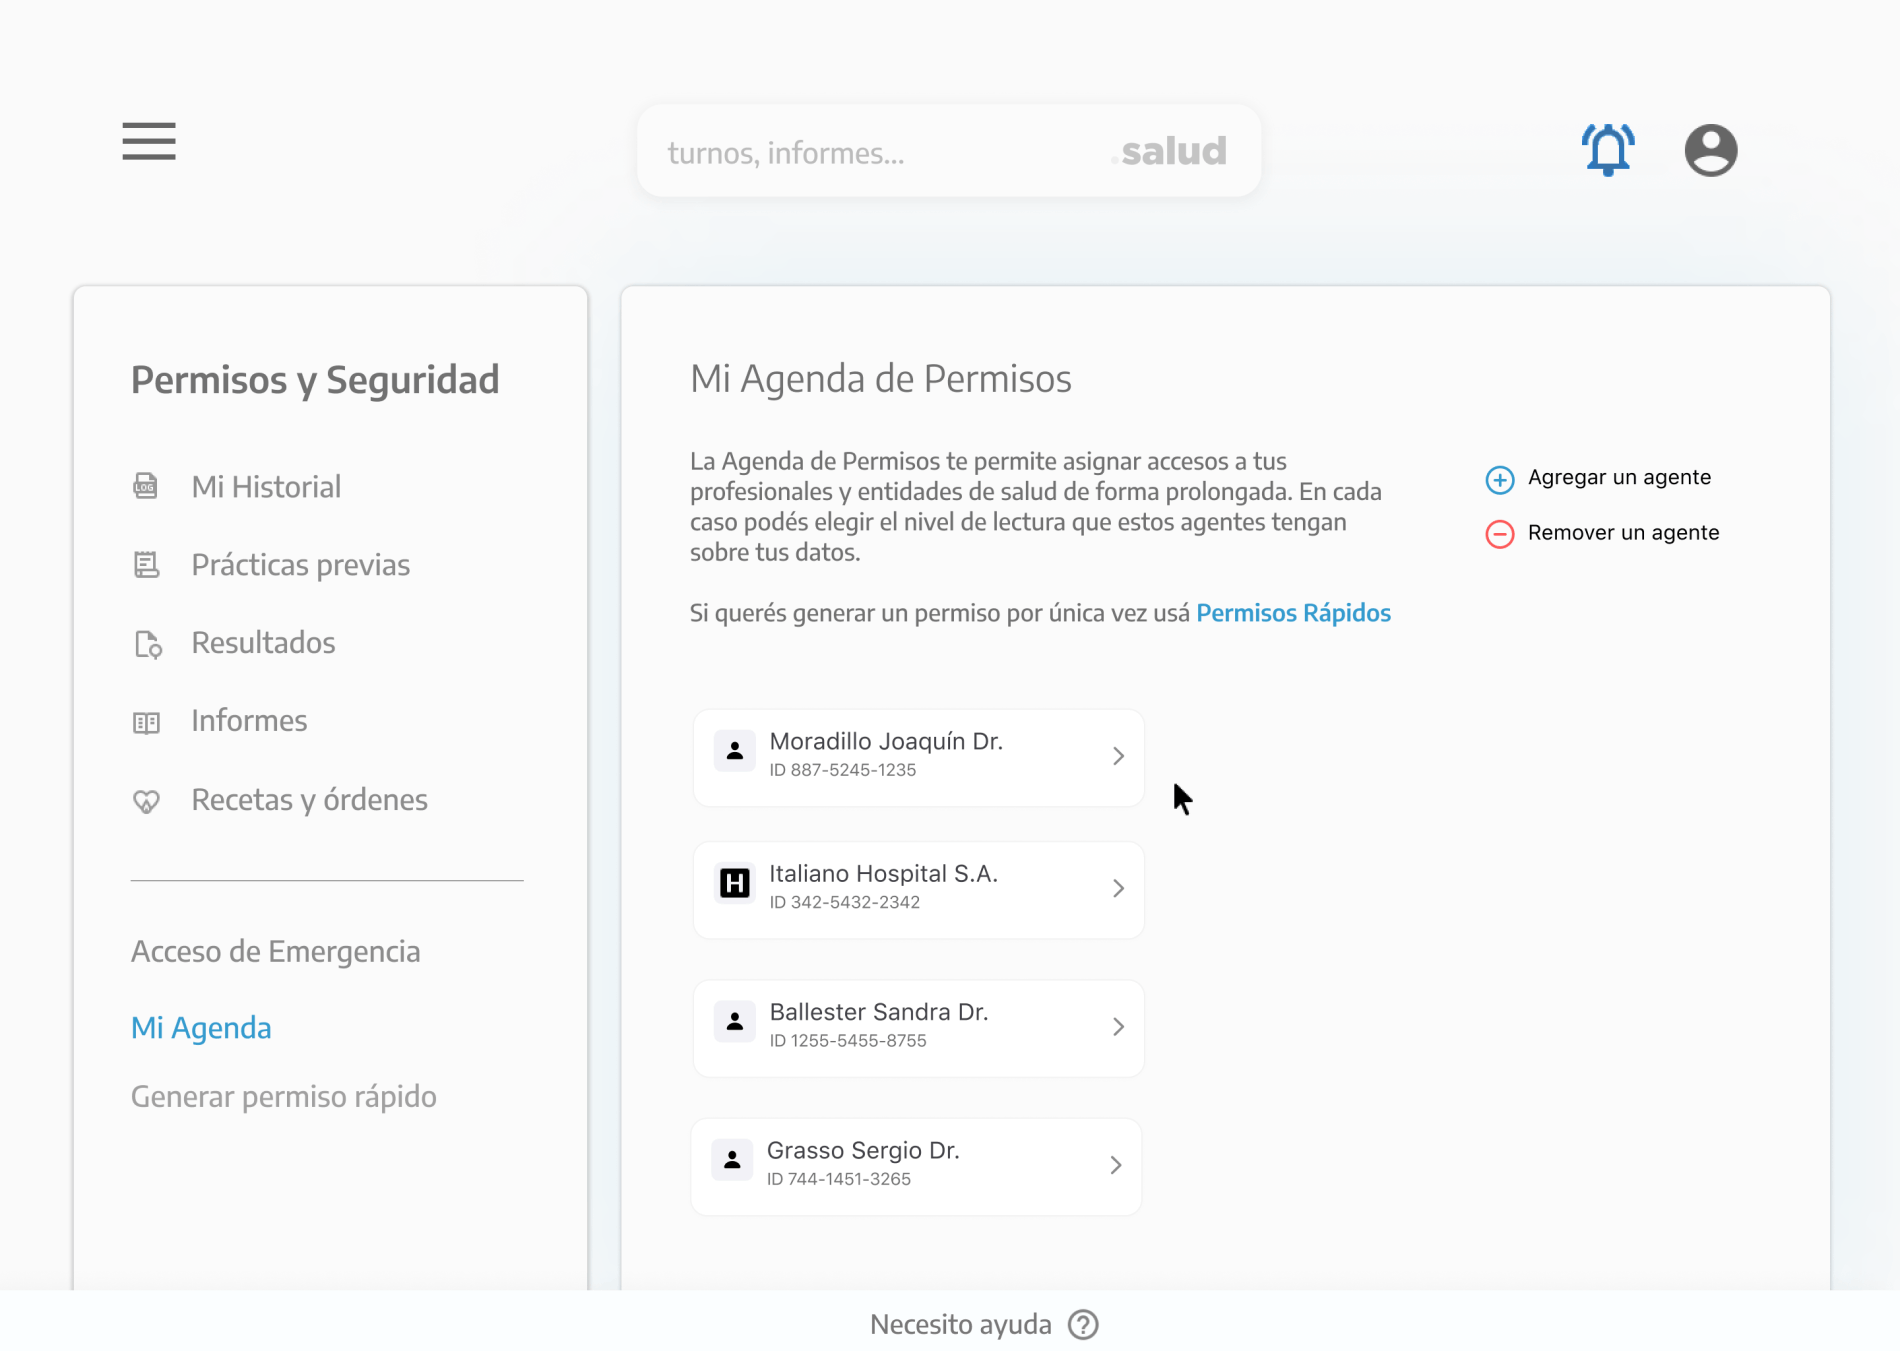 turnos, informes...
.salud
Permisos y Seguridad
LOG
Mi Historial
Prácticas previas
Resultados
Informes
Recetas y órdenes
Acceso de Emergencia
Mi Agenda
Generar permiso rápido
Mi Agenda de Permisos
La Agenda de Permisos te permite asignar accesos a tus
profesionales y entidades de salud de forma prolongada. En cada
caso podés elegir el nivel de lectura que estos agentes tengan
sobre tus datos.
Si querés generar un permiso por única vez usá Permisos Rápidos
Agregar un agente
Remover un agente
Moradillo Joaquín Dr.
ID 887-5245-1235
H
Italiano Hospital S.A.
ID 342-5432-2342
Ballester Sandra Dr.
ID 1255-5455-8755
Grasso Sergio Dr.
ID 744-1451-3265
Necesito ayuda ?